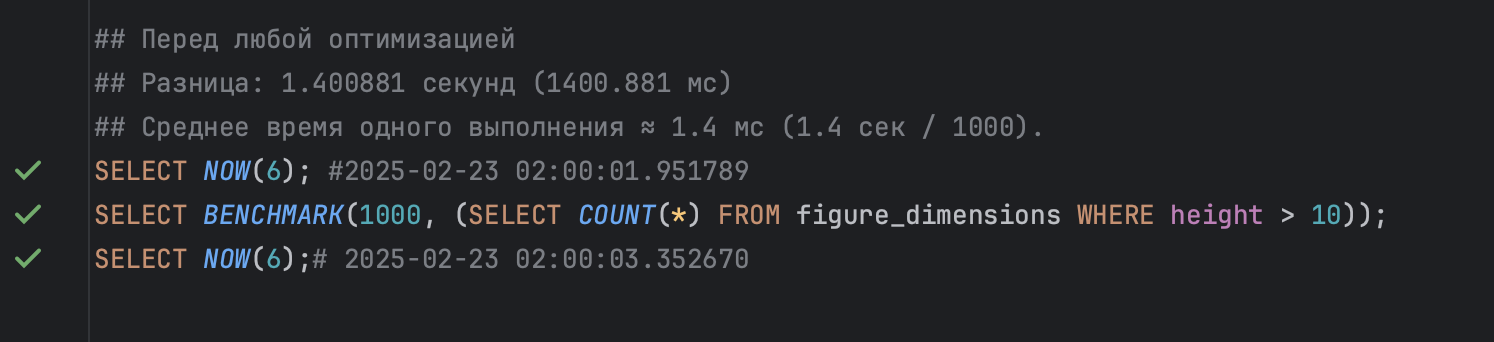 ## Перед любой оптимизацией
## Разница: 1.400881 секунд (1400.881 мс)
## Среднее время одного выполнения ≈ 1.4 мс (1.4 сек / 1000).
SELECT NOW(6); #2025-02-23 02:00:01.951789
SELECT BENCHMARK(1000, (SELECT COUNT(*) FROM figure_dimensions WHERE height > 10));
SELECT NOW(6);# 2025-02-23 02:00:03.352670